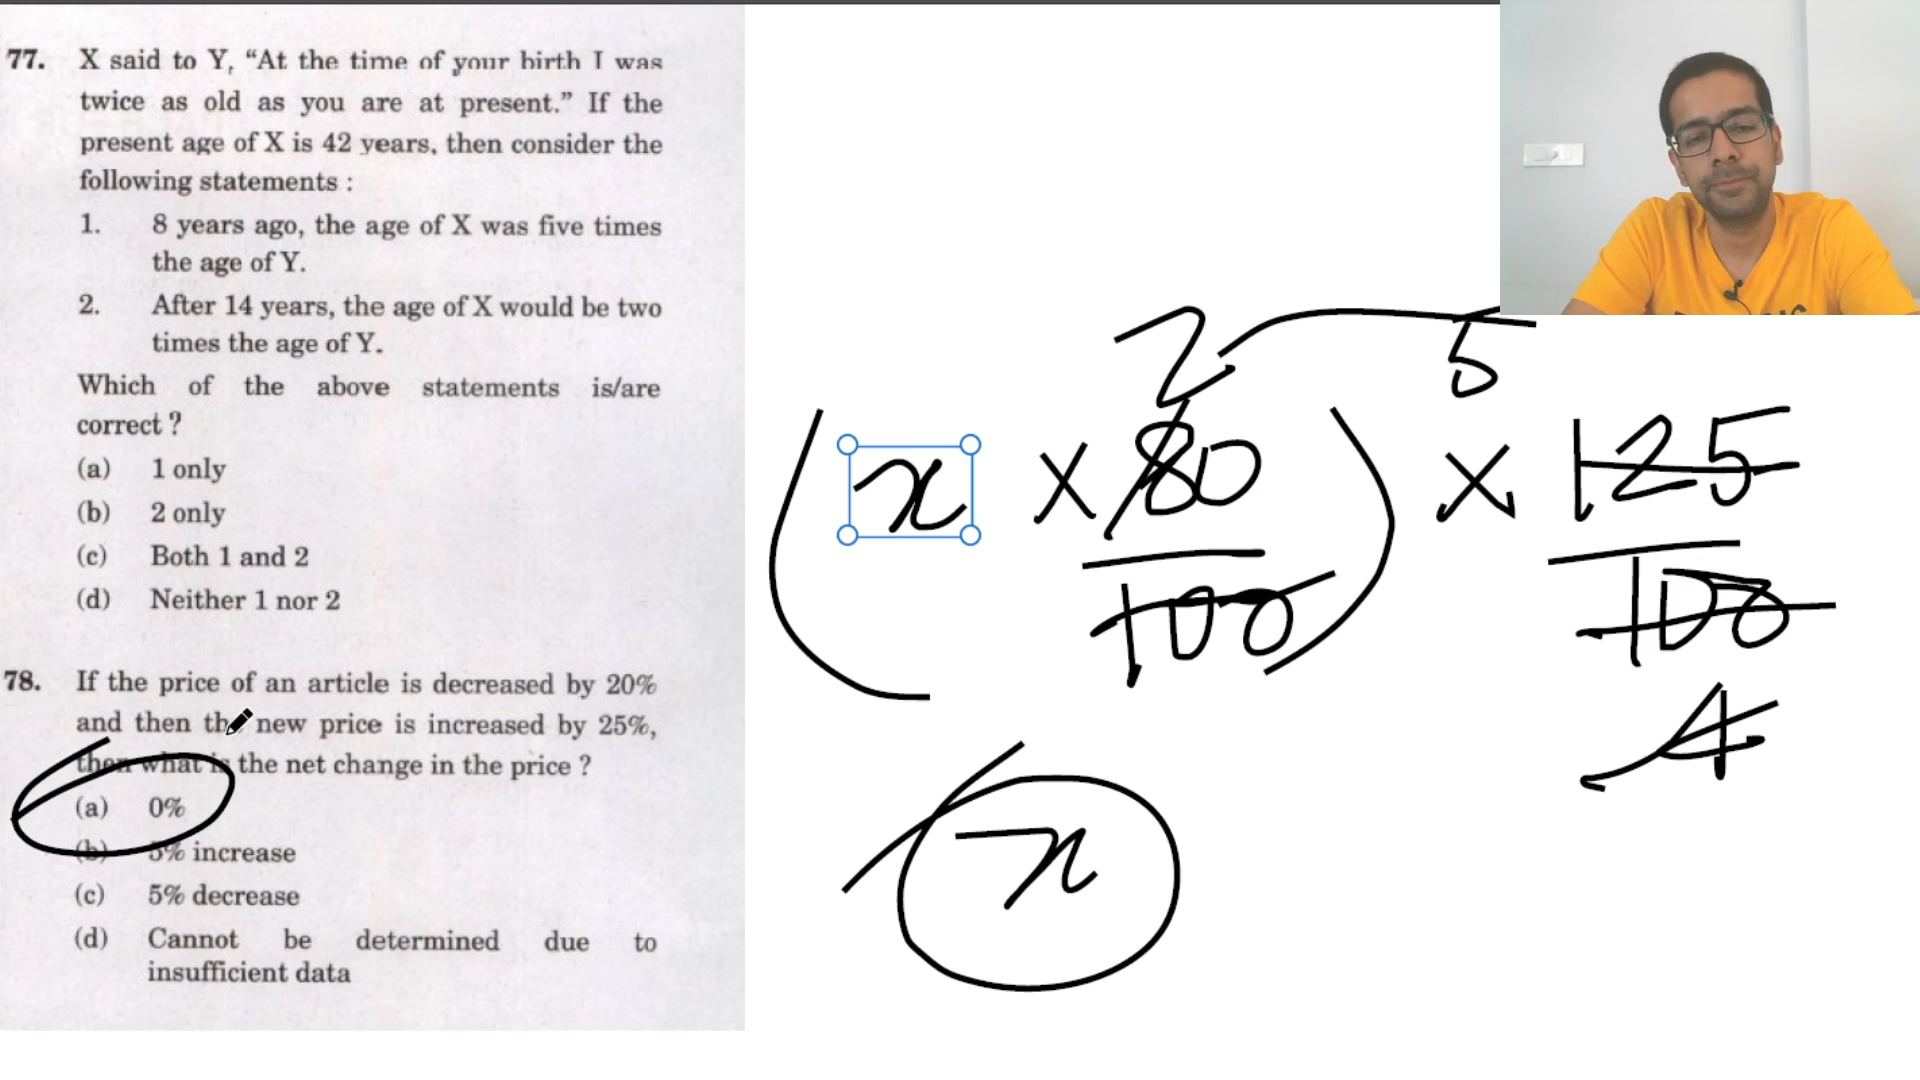 77. X said to Y, “At the time of your birth I was
twice as old as you are at present.” If the
present age of X is 42 years, then consider the
following statements :
1. 8 years ago, the age of X was five times
the age of Y.
2. After 14 years, the age of X would be two
times the age of Y.
Which of the above statements is/are
correct ?
(a) 1 only
(b) 2 only
(c) Both 1 and 2
(d) Neither 1 nor 2
78. If the price of an article is decreased by 20%
and then the new price is increased by 25%,
then what is the net change in the price ?
(a) 0%
(b) 5% increase
(c) 5% decrease
(d) Cannot be determined due to
insufficient data
2 5
( x × 80 ) × 125
100 100
4
x